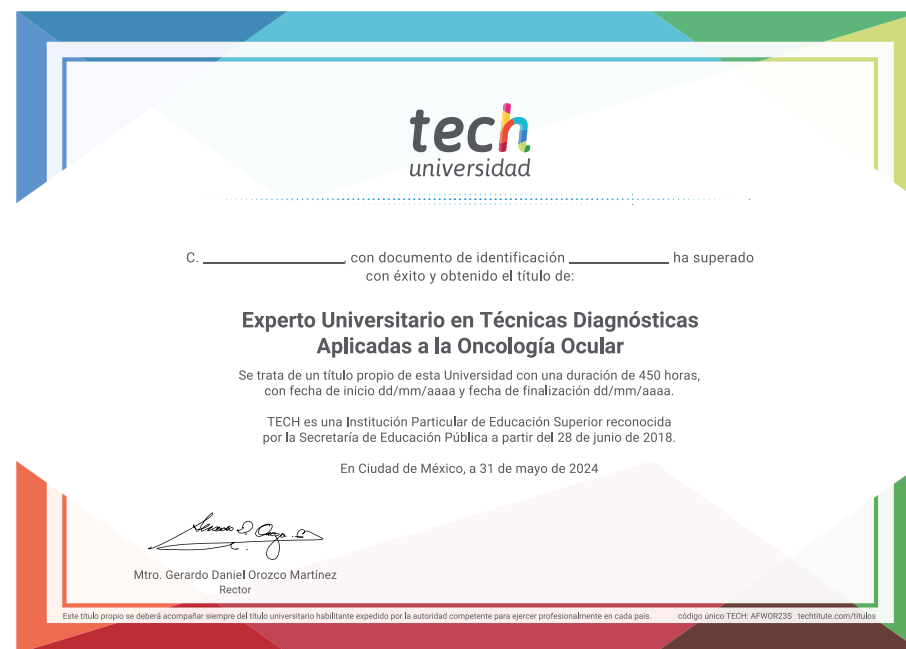 tech
universidad
C. ____________________, con documento de identificación ______________ ha superado
con éxito y obtenido el título de:
Experto Universitario en Técnicas Diagnósticas
Aplicadas a la Oncología Ocular
Se trata de un título propio de esta Universidad con una duración de 450 horas,
con fecha de inicio dd/mm/aaaa y fecha de finalización dd/mm/aaaa.
TECH es una Institución Particular de Educación Superior reconocida
por la Secretaría de Educación Pública a partir del 28 de junio de 2018.
En Ciudad de México, a 31 de mayo de 2024
Mtro. Gerardo Daniel Orozco Martínez
Rector
Este título propio se deberá acompañar siempre del título universitario habilitante expedido por la autoridad competente para ejercer profesionalmente en cada país. código único TECH: AFWOR23S techtitute.com/titulos